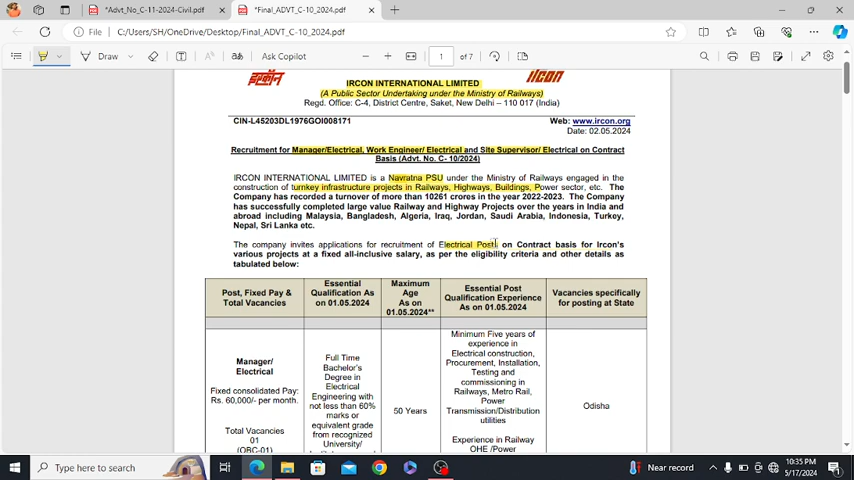 *Advt_No_C-11-2024-Civil.pdf
*Final_ADVT_C-10_2024.pdf
File
C:/Users/SH/OneDrive/Desktop/Final_ADVT_C-10_2024.pdf
Draw
Ask Copilot
1
of 7
इरकॉन
ircon
IRCON INTERNATIONAL LIMITED
(A Public Sector Undertaking under the Ministry of Railways)
Regd. Office: C-4, District Centre, Saket, New Delhi – 110 017 (India)
CIN-L45203DL1976GOI008171
Web: www.ircon.org
Date: 02.05.2024
Recruitment for Manager/Electrical, Work Engineer/ Electrical and Site Supervisor/ Electrical on Contract
Basis (Advt. No. C- 10/2024)
IRCON INTERNATIONAL LIMITED is a Navratna PSU under the Ministry of Railways engaged in the
construction of turnkey infrastructure projects in Railways, Highways, Buildings, Power sector, etc. The
Company has recorded a turnover of more than 10261 crores in the year 2022-2023. The Company
has successfully completed large value Railway and Highway Projects over the years in India and
abroad including Malaysia, Bangladesh, Algeria, Iraq, Jordan, Saudi Arabia, Indonesia, Turkey,
Nepal, Sri Lanka etc.
The company invites applications for recruitment of Electrical Posts on Contract basis for Ircon's
various projects at a fixed all-inclusive salary, as per the eligibility criteria and other details as
tabulated below:
Post, Fixed Pay &
Total Vacancies
Essential
Qualification As
on 01.05.2024
Maximum
Age
As on
01.05.2024**
Essential Post
Qualification Experience
As on 01.05.2024
Vacancies specifically
for posting at State
Manager/
Electrical
Fixed consolidated Pay:
Rs. 60,000/- per month.
Total Vacancies
01
(OBC-01)
Full Time
Bachelor's
Degree in
Electrical
Engineering with
not less than 60%
marks or
equivalent grade
from recognized
University/
50 Years
Minimum Five years of
experience in
Electrical construction,
Procurement, Installation,
Testing and
commissioning in
Railways, Metro Rail,
Power
Transmission/Distribution
utilities
Experience in Railway
OHE /Power
Odisha
Type here to search
Near record
10:35 PM
5/17/2024